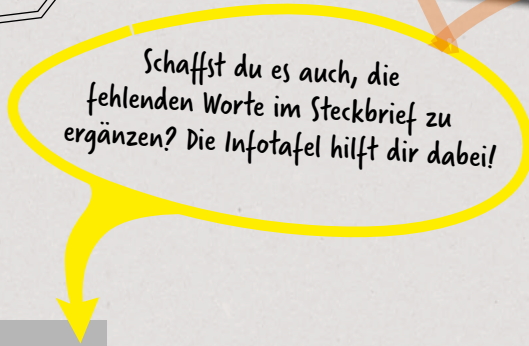 Schaffst du es auch, die
fehlenden Worte im Steckbrief zu
ergänzen? Die Infotafel hilft dir dabei!